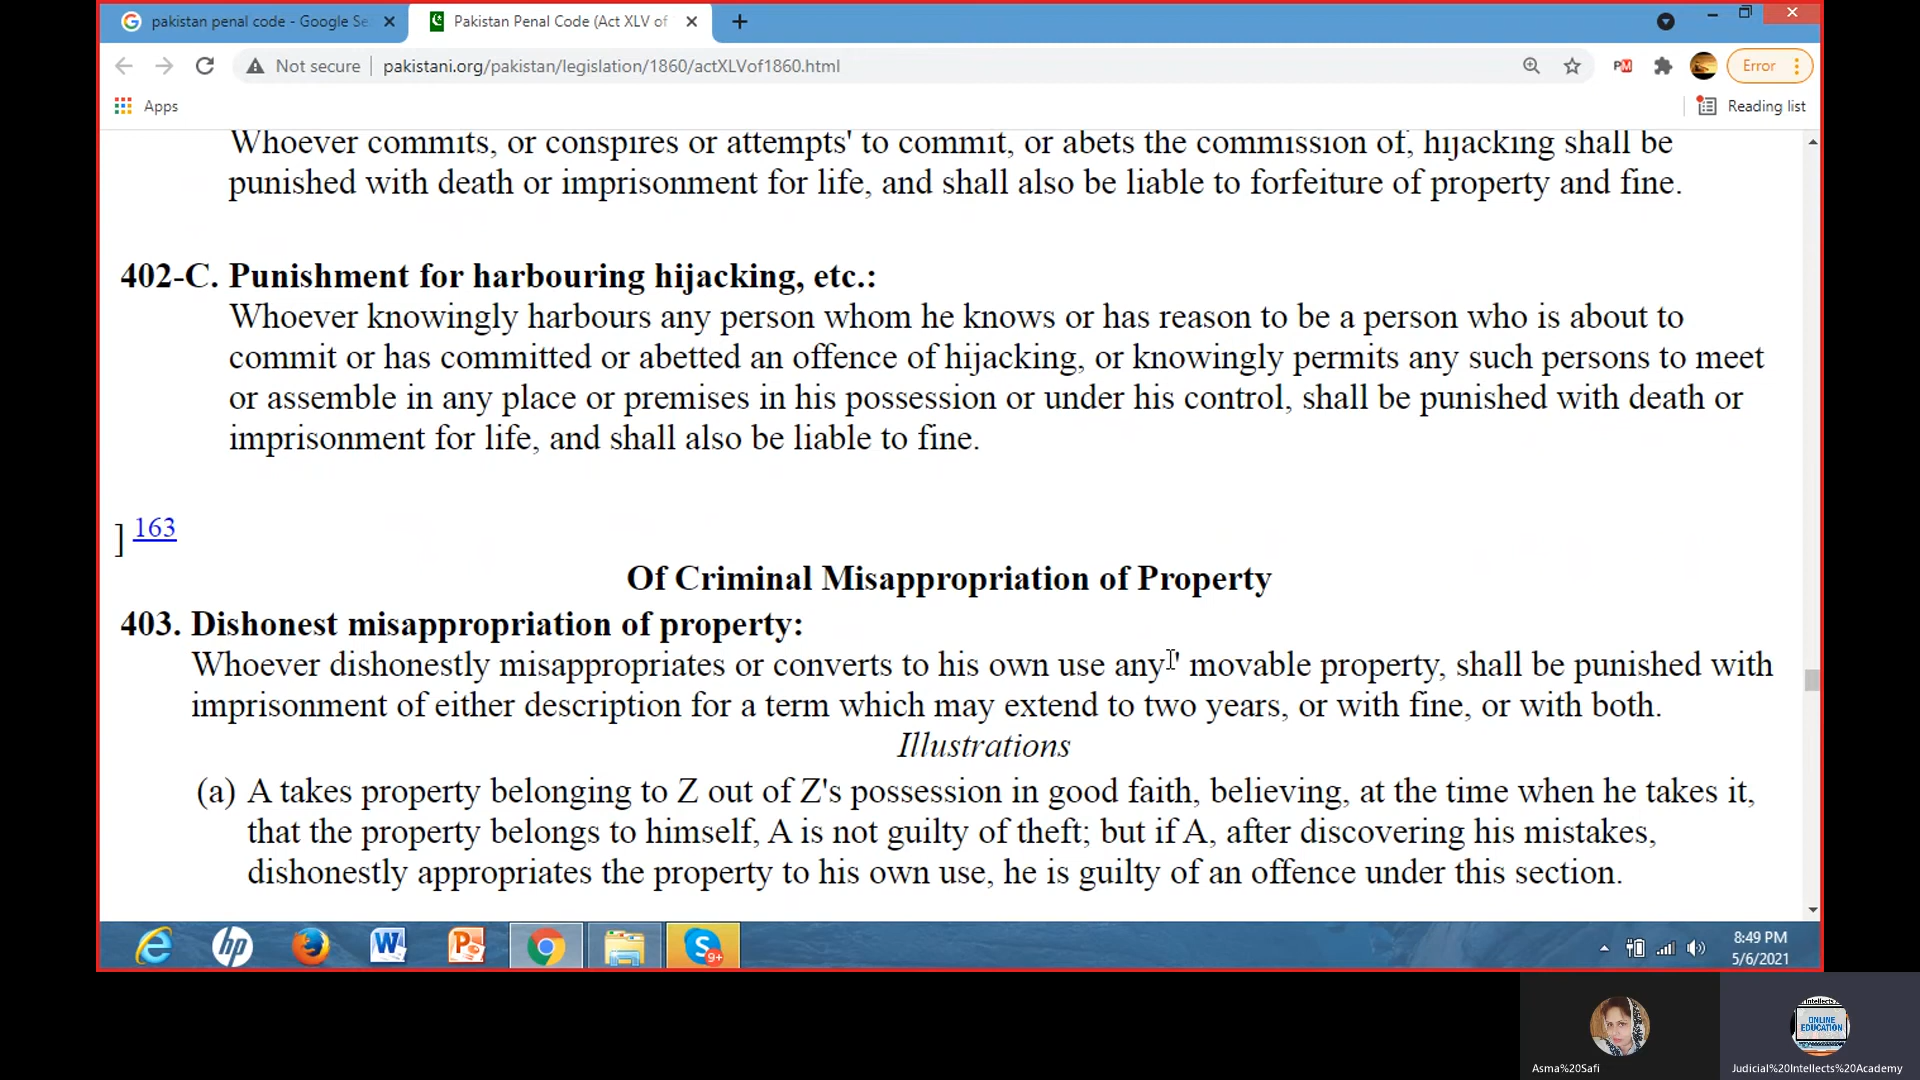 pakistan penal code - Google Se
Pakistan Penal Code (Act XLV of
Not secure
pakistani.org/pakistan/legislation/1860/actXLVof1860.html
Error
Apps
Reading list
Whoever commits, or conspires or attempts' to commit, or abets the commission of, hijacking shall be
punished with death or imprisonment for life, and shall also be liable to forfeiture of property and fine.
402-C. Punishment for harbouring hijacking, etc.:
Whoever knowingly harbours any person whom he knows or has reason to be a person who is about to
commit or has committed or abetted an offence of hijacking, or knowingly permits any such persons to meet
or assemble in any place or premises in his possession or under his control, shall be punished with death or
imprisonment for life, and shall also be liable to fine.
] 163
Of Criminal Misappropriation of Property
403. Dishonest misappropriation of property:
Whoever dishonestly misappropriates or converts to his own use any' movable property, shall be punished with
imprisonment of either description for a term which may extend to two years, or with fine, or with both.
Illustrations
(a) A takes property belonging to Z out of Z's possession in good faith, believing, at the time when he takes it,
that the property belongs to himself, A is not guilty of theft; but if A, after discovering his mistakes,
dishonestly appropriates the property to his own use, he is guilty of an offence under this section.
9+
8:49 PM
5/6/2021
ONLINE
EDUCATION
Asma%20Safi
Judicial%20Intellects%20Academy